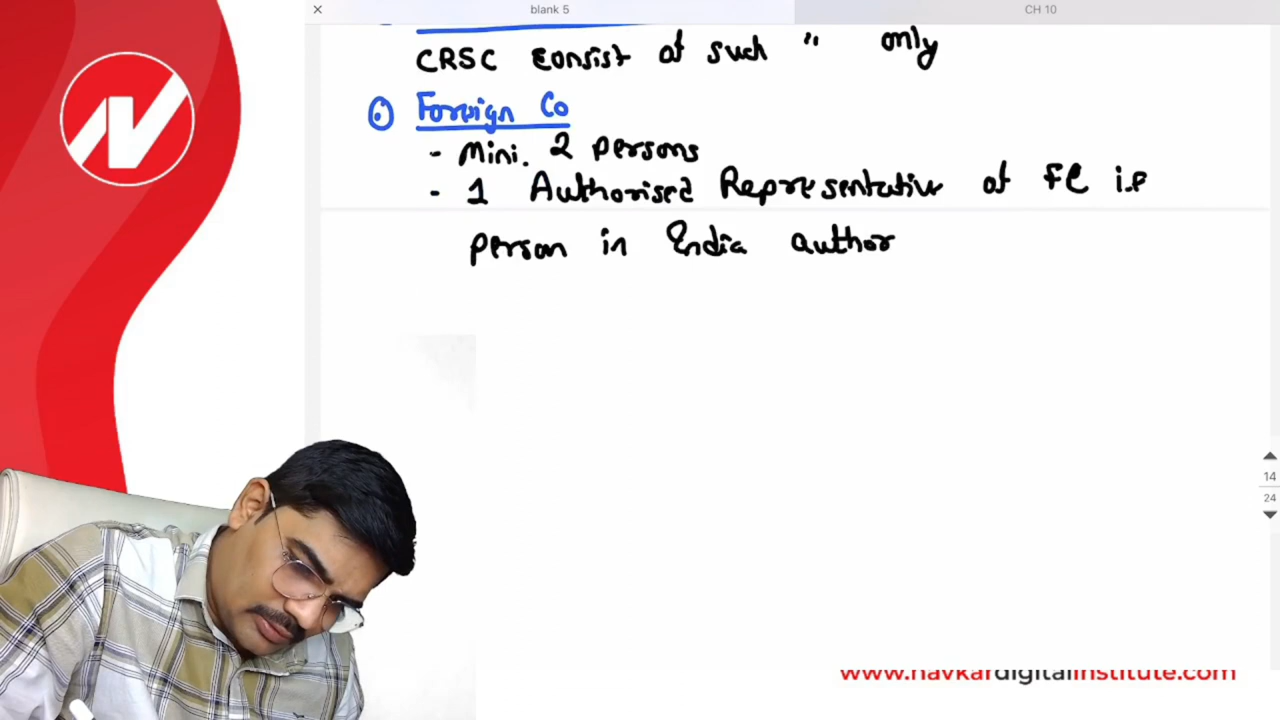 blank 5
CH 10
CRSC consist of such " only
Foreign Co
- Mini. 2 persons
- 1 Authorised Representative of FC i.e
person in India author
14
24
www.navkardigitalinstitute.com